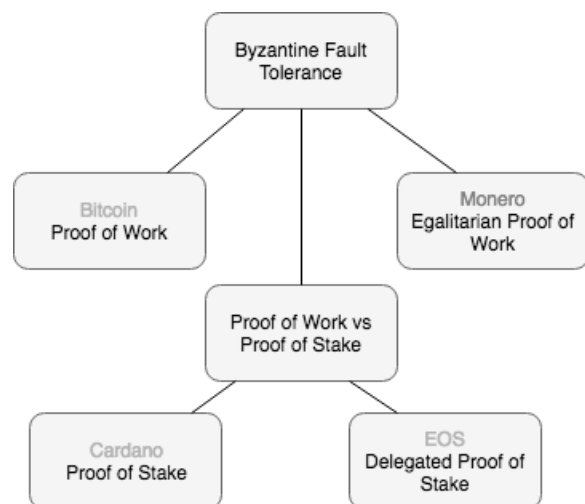 Byzantine Fault
Tolerance
Bitcoin
Proof of Work
Monero
Egalitarian Proof of
Work
Proof of Work vs
Proof of Stake
Cardano
Proof of Stake
EOS
Delegated Proof of
Stake